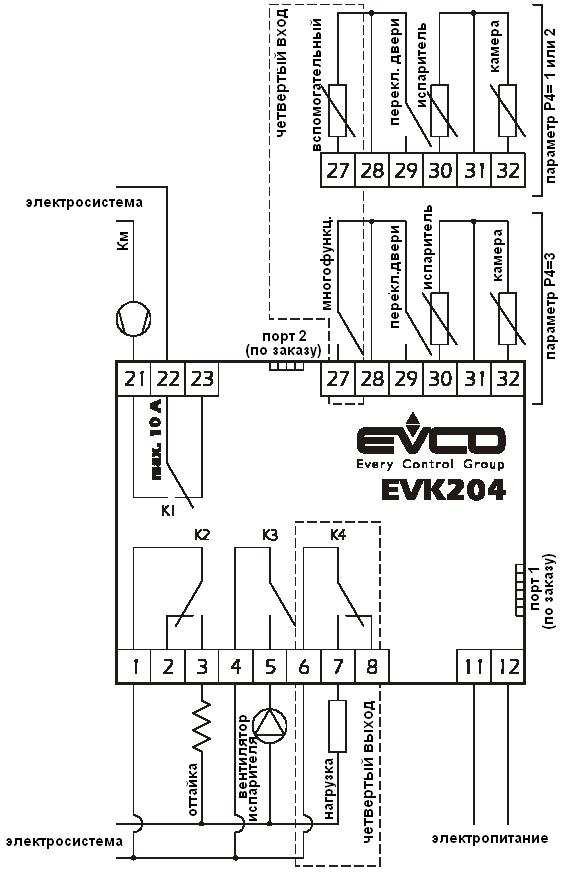 четвертый вход
вспомогательный
перекл. двери
испаритель
камера
параметр P4= 1 или 2
27 28 29 30 31 32
электросистема
Км
многофункц.
перекл.двери
испаритель
камера
параметр P4=3
порт 2
(по заказу)
21 22 23
27 28 29 30 31 32
max. 10 A
EVCO
Every Control Group
EVK204
K1
K2 K3 K4
порт 1
(по заказу)
1 2 3 4 5 6 7 8
11 12
оттайка
вентилятор
испарителя
нагрузка
четвертый выход
электросистема
электропитание